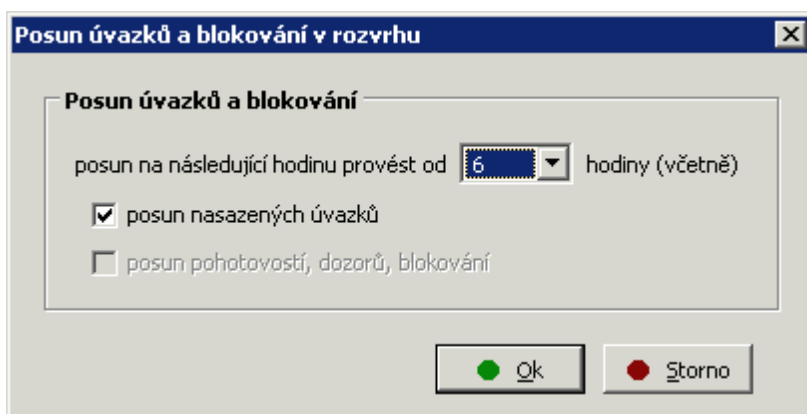 Posun úvazků a blokování v rozvrhu
Posun úvazků a blokování
posun na následující hodinu provést od 6 hodiny (včetně)
posun nasazených úvazků
posun pohotovostí, dozorů, blokování
Ok Storno